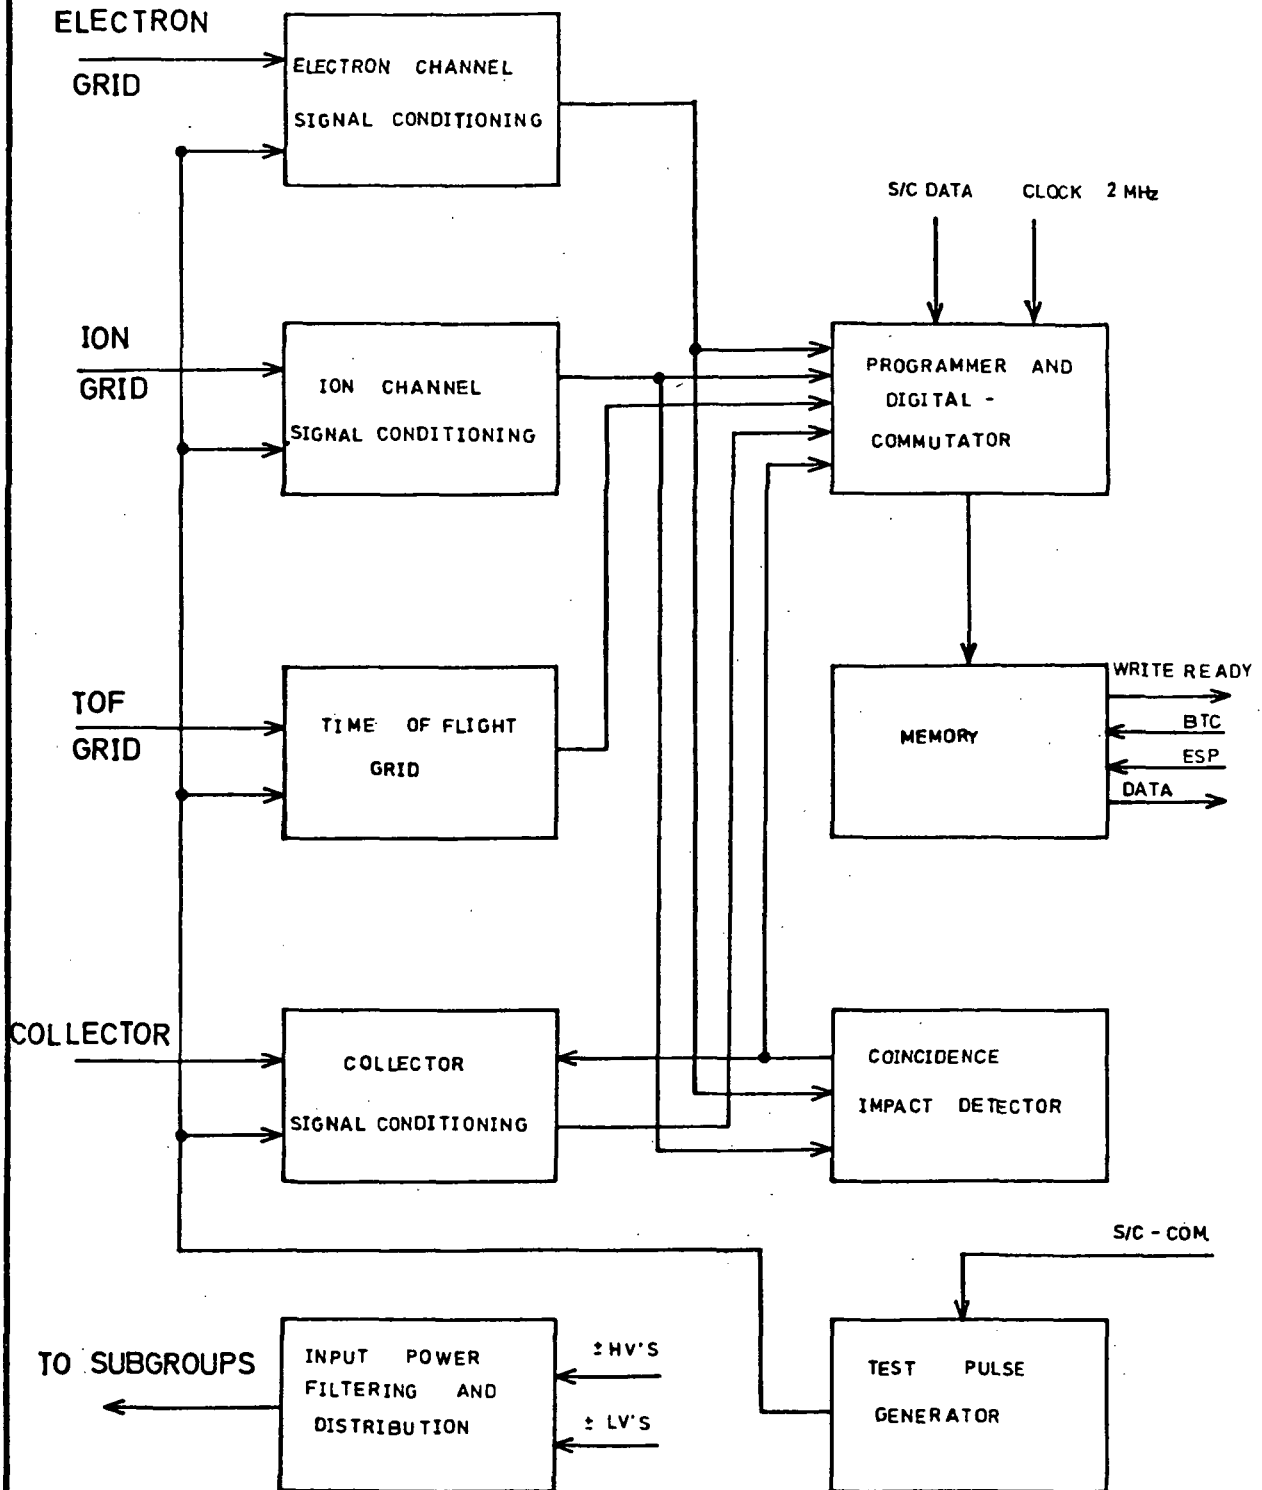 ELECTRON
GRID
ELECTRON CHANNEL
SIGNAL CONDITIONING
S/C DATA
CLOCK 2 MHz
ION
GRID
ION CHANNEL
SIGNAL CONDITIONING
PROGRAMMER AND
DIGITAL -
COMMUTATOR
TOF
GRID
TIME OF FLIGHT
GRID
MEMORY
WRITE READY
BTC
ESP
DATA
COLLECTOR
COLLECTOR
SIGNAL CONDITIONING
COINCIDENCE
IMPACT DETECTOR
S/C - COM.
TO SUBGROUPS
INPUT POWER
FILTERING AND
DISTRIBUTION
± HV'S
± LV'S
TEST PULSE
GENERATOR